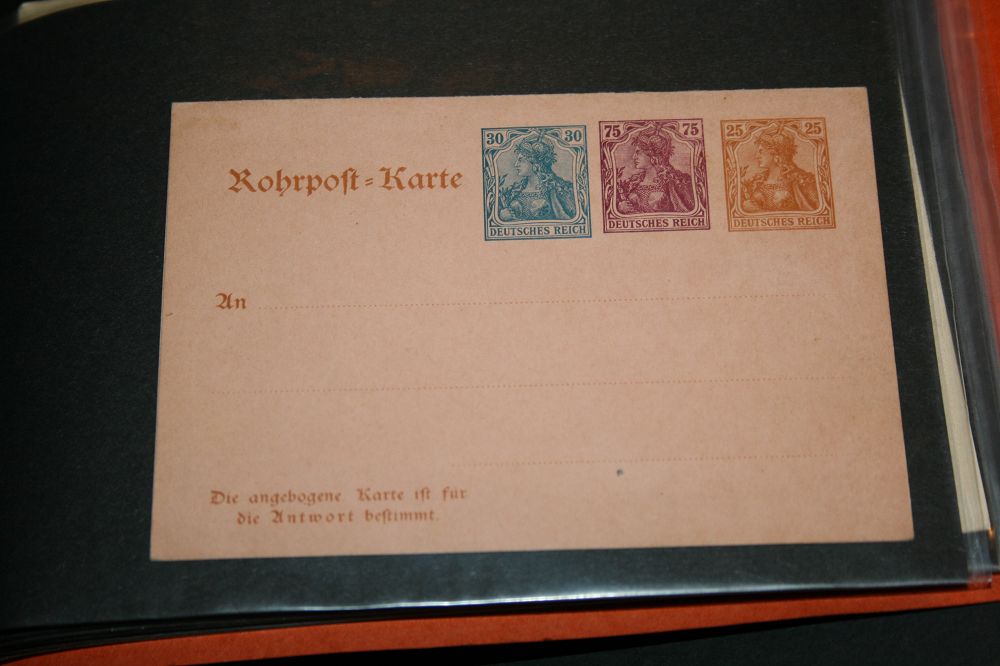 Rohrpost=Karte
30 30
DEUTSCHES REICH
75 75
DEUTSCHES REICH
25 25
DEUTSCHES REICH
An
Die angebogene Karte ist für
die Antwort bestimmt.